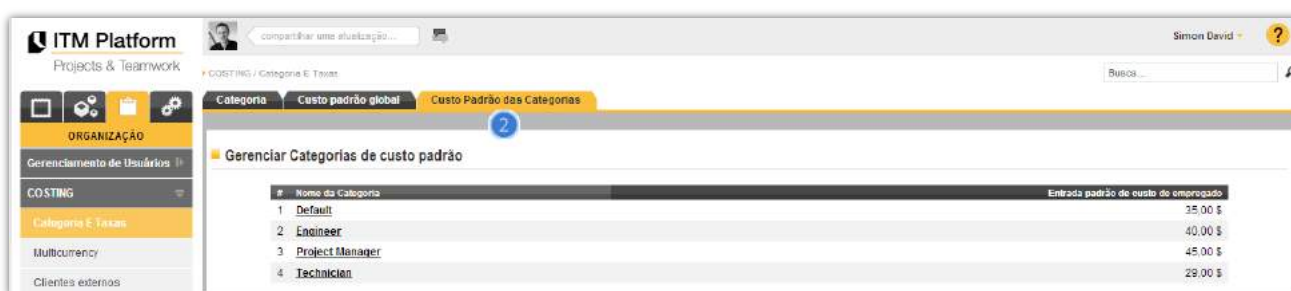 ITM Platform
Projects & Teamwork
compartilhar uma atualização...
Simon David
?
COSTING / Categoria E Taxas
Busca...
Categoria
Custo padrão global
Custo Padrão das Categorias
2
ORGANIZAÇÃO
Gerenciamento de Usuários
COSTING
Categoria E Taxas
Multicurrency
Clientes externos
Gerenciar Categorias de custo padrão
# Nome da Categoria Entrada padrão de custo de empregado
1 Default 35,00 $
2 Engineer 40,00 $
3 Project Manager 45,00 $
4 Technician 29,00 $